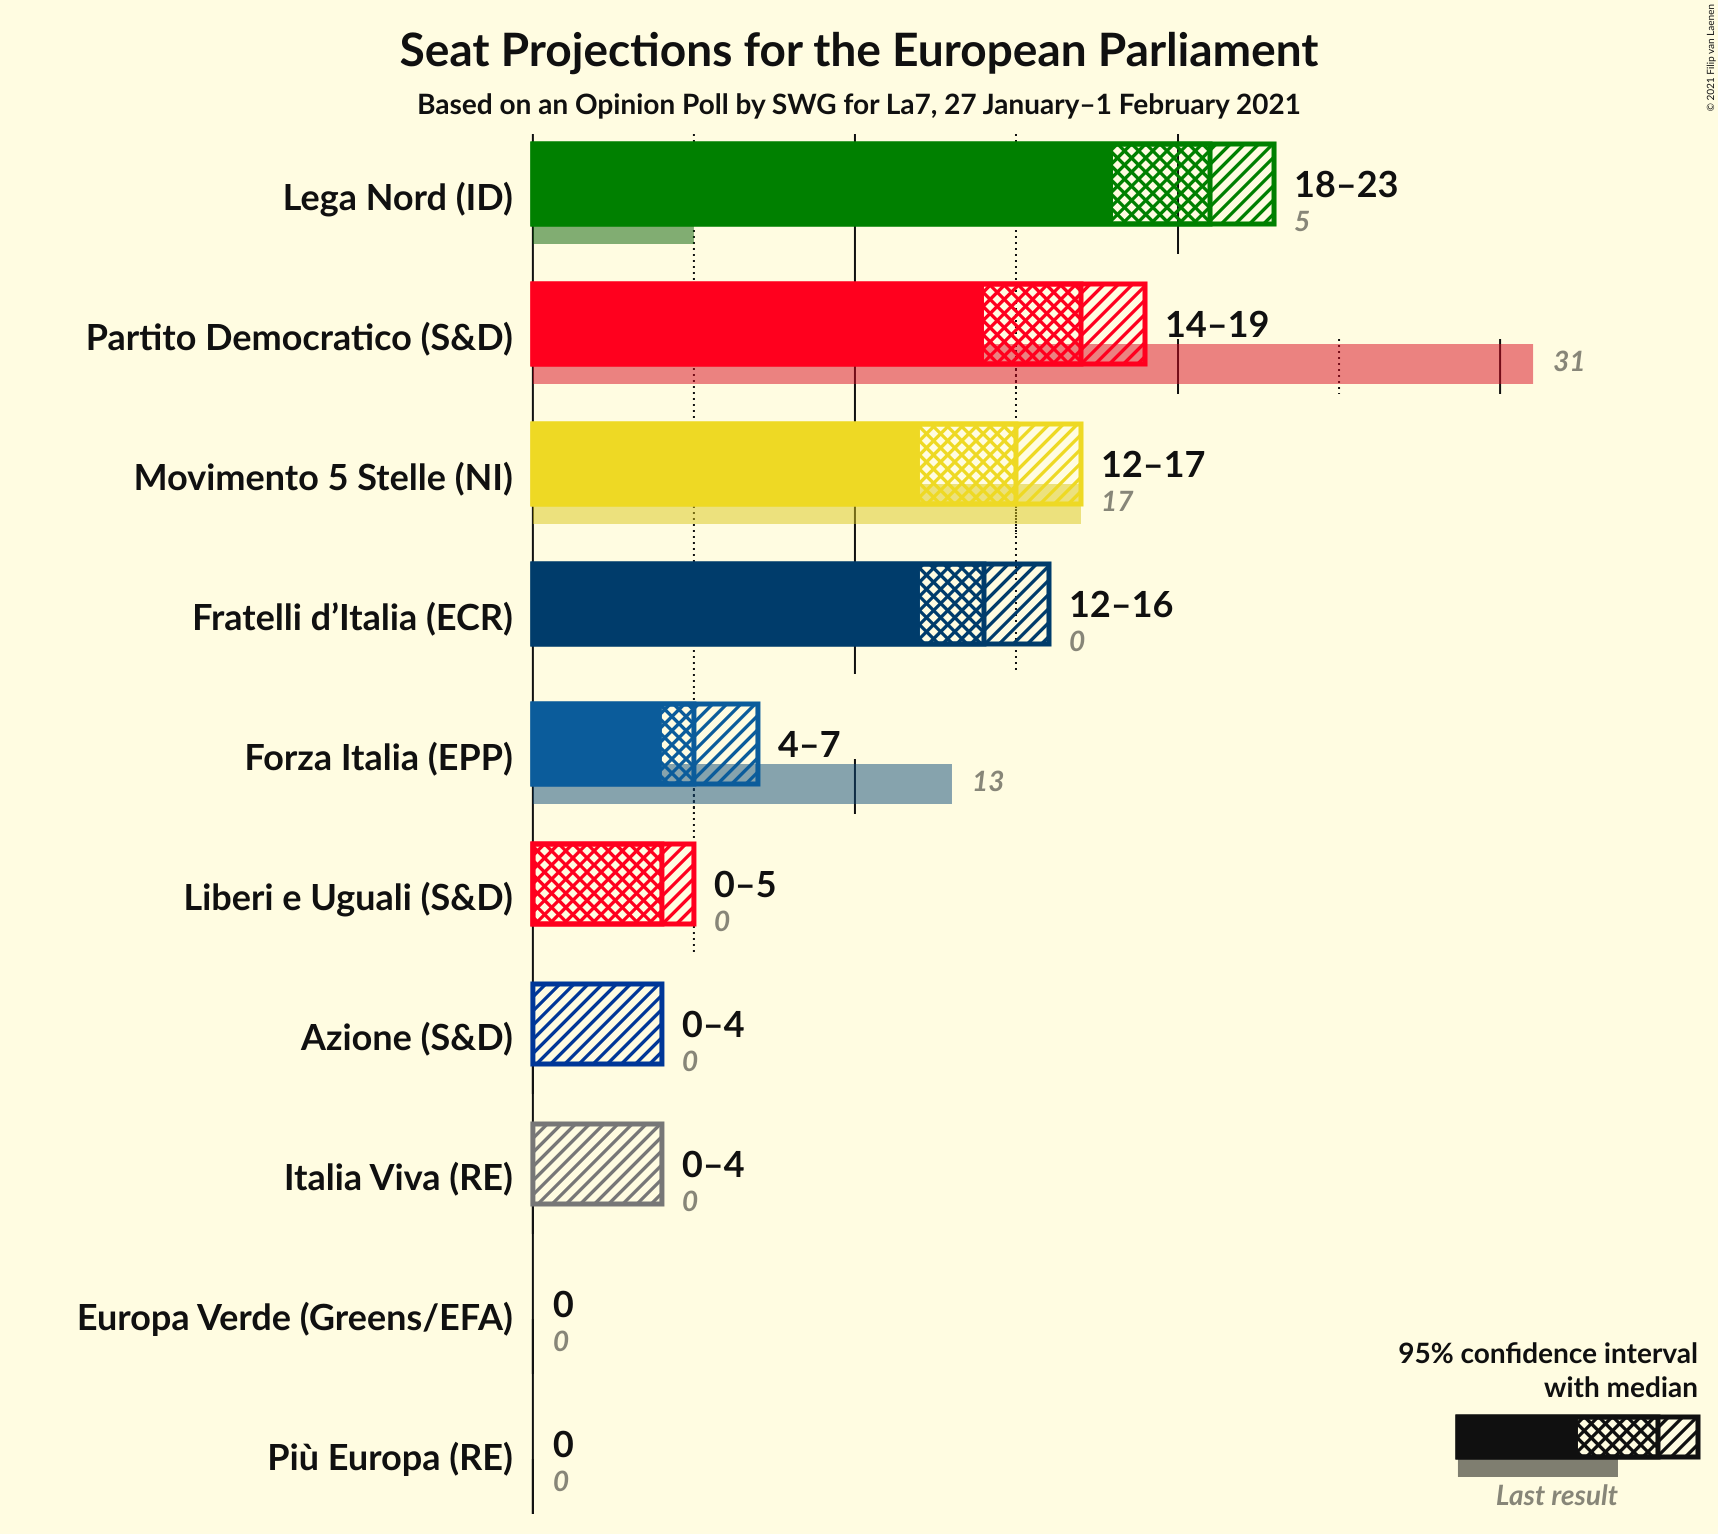 Seat Projections for the European Parliament
Based on an Opinion Poll by SWG for La7, 27 January–1 February 2021
© 2021 Filip van Laenen
Lega Nord (ID)
18–23
5
Partito Democratico (S&D)
14–19
31
Movimento 5 Stelle (NI)
12–17
17
Fratelli d’Italia (ECR)
12–16
0
Forza Italia (EPP)
4–7
13
Liberi e Uguali (S&D)
0–5
0
Azione (S&D)
0–4
0
Italia Viva (RE)
0–4
0
Europa Verde (Greens/EFA)
0
0
Più Europa (RE)
0
0
95% confidence interval
with median
Last result